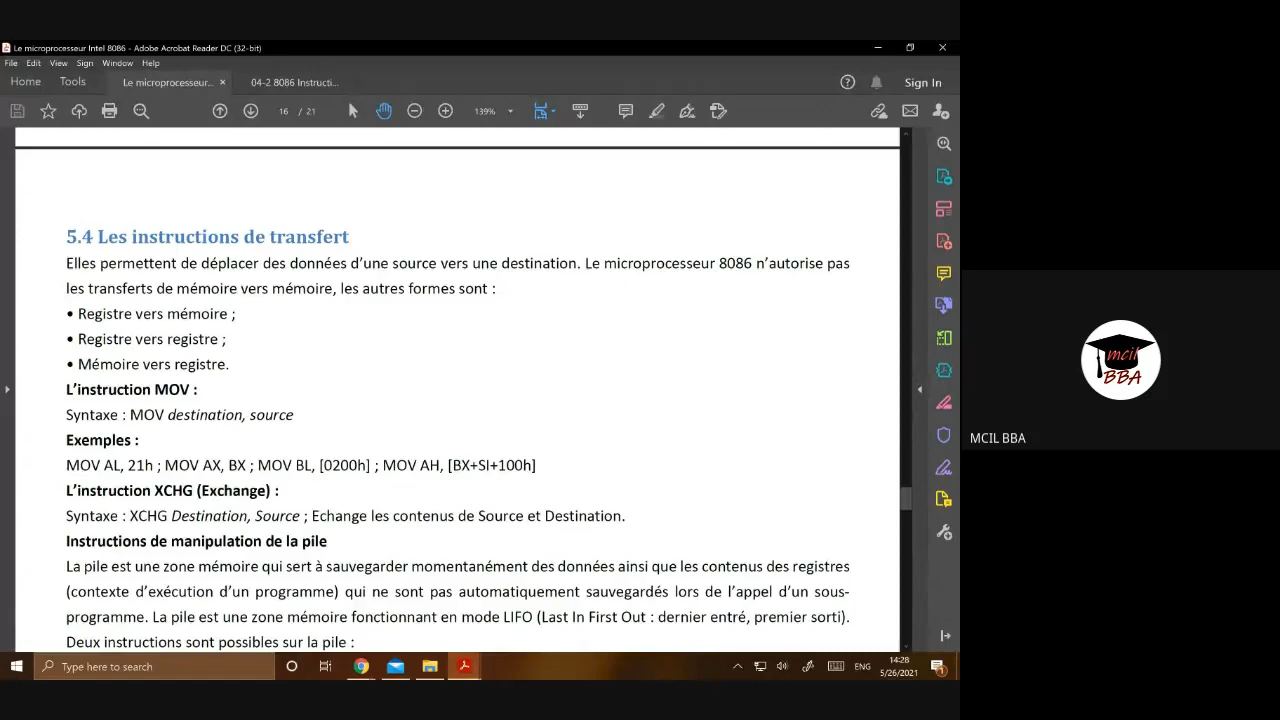 Le microprocesseur Intel 8086 - Adobe Acrobat Reader DC (32-bit)
File Edit View Sign Window Help
Home Tools Le microprocesseur... × 04-2 8086 Instructi... Sign In
16 / 21 139%
5.4 Les instructions de transfert
Elles permettent de déplacer des données d’une source vers une destination. Le microprocesseur 8086 n’autorise pas
les transferts de mémoire vers mémoire, les autres formes sont :
• Registre vers mémoire ;
• Registre vers registre ;
• Mémoire vers registre.
L’instruction MOV :
Syntaxe : MOV destination, source
Exemples :
MOV AL, 21h ; MOV AX, BX ; MOV BL, [0200h] ; MOV AH, [BX+SI+100h]
L’instruction XCHG (Exchange) :
Syntaxe : XCHG Destination, Source ; Echange les contenus de Source et Destination.
Instructions de manipulation de la pile
La pile est une zone mémoire qui sert à sauvegarder momentanément des données ainsi que les contenus des registres
(contexte d’exécution d’un programme) qui ne sont pas automatiquement sauvegardés lors de l’appel d’un sous-
programme. La pile est une zone mémoire fonctionnant en mode LIFO (Last In First Out : dernier entré, premier sorti).
Deux instructions sont possibles sur la pile :
mcil
BBA
MCIL BBA
Type here to search
ENG
14:28
5/26/2021
1